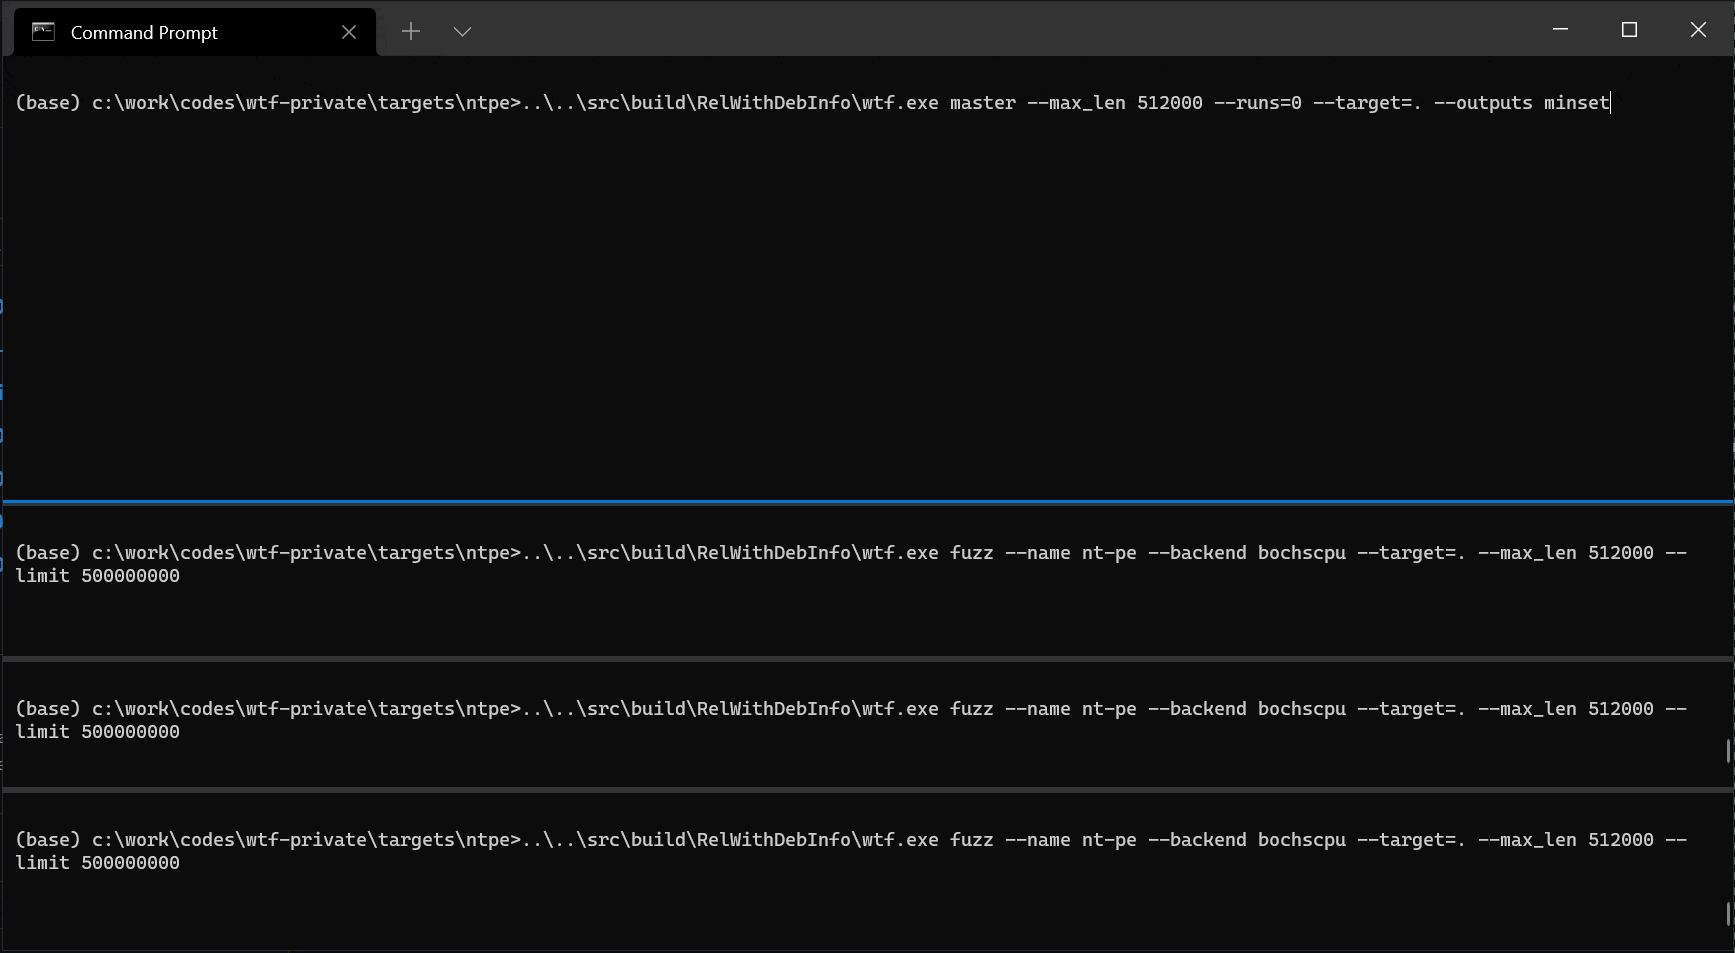 Command Prompt
(base) c:\work\codes\wtf-private\targets\ntpe>..\..\src\build\RelWithDebInfo\wtf.exe master --max_len 512000 --runs=0 --target=. --outputs minset
(base) c:\work\codes\wtf-private\targets\ntpe>..\..\src\build\RelWithDebInfo\wtf.exe fuzz --name nt-pe --backend bochscpu --target=. --max_len 512000 --
limit 500000000
(base) c:\work\codes\wtf-private\targets\ntpe>..\..\src\build\RelWithDebInfo\wtf.exe fuzz --name nt-pe --backend bochscpu --target=. --max_len 512000 --
limit 500000000
(base) c:\work\codes\wtf-private\targets\ntpe>..\..\src\build\RelWithDebInfo\wtf.exe fuzz --name nt-pe --backend bochscpu --target=. --max_len 512000 --
limit 500000000